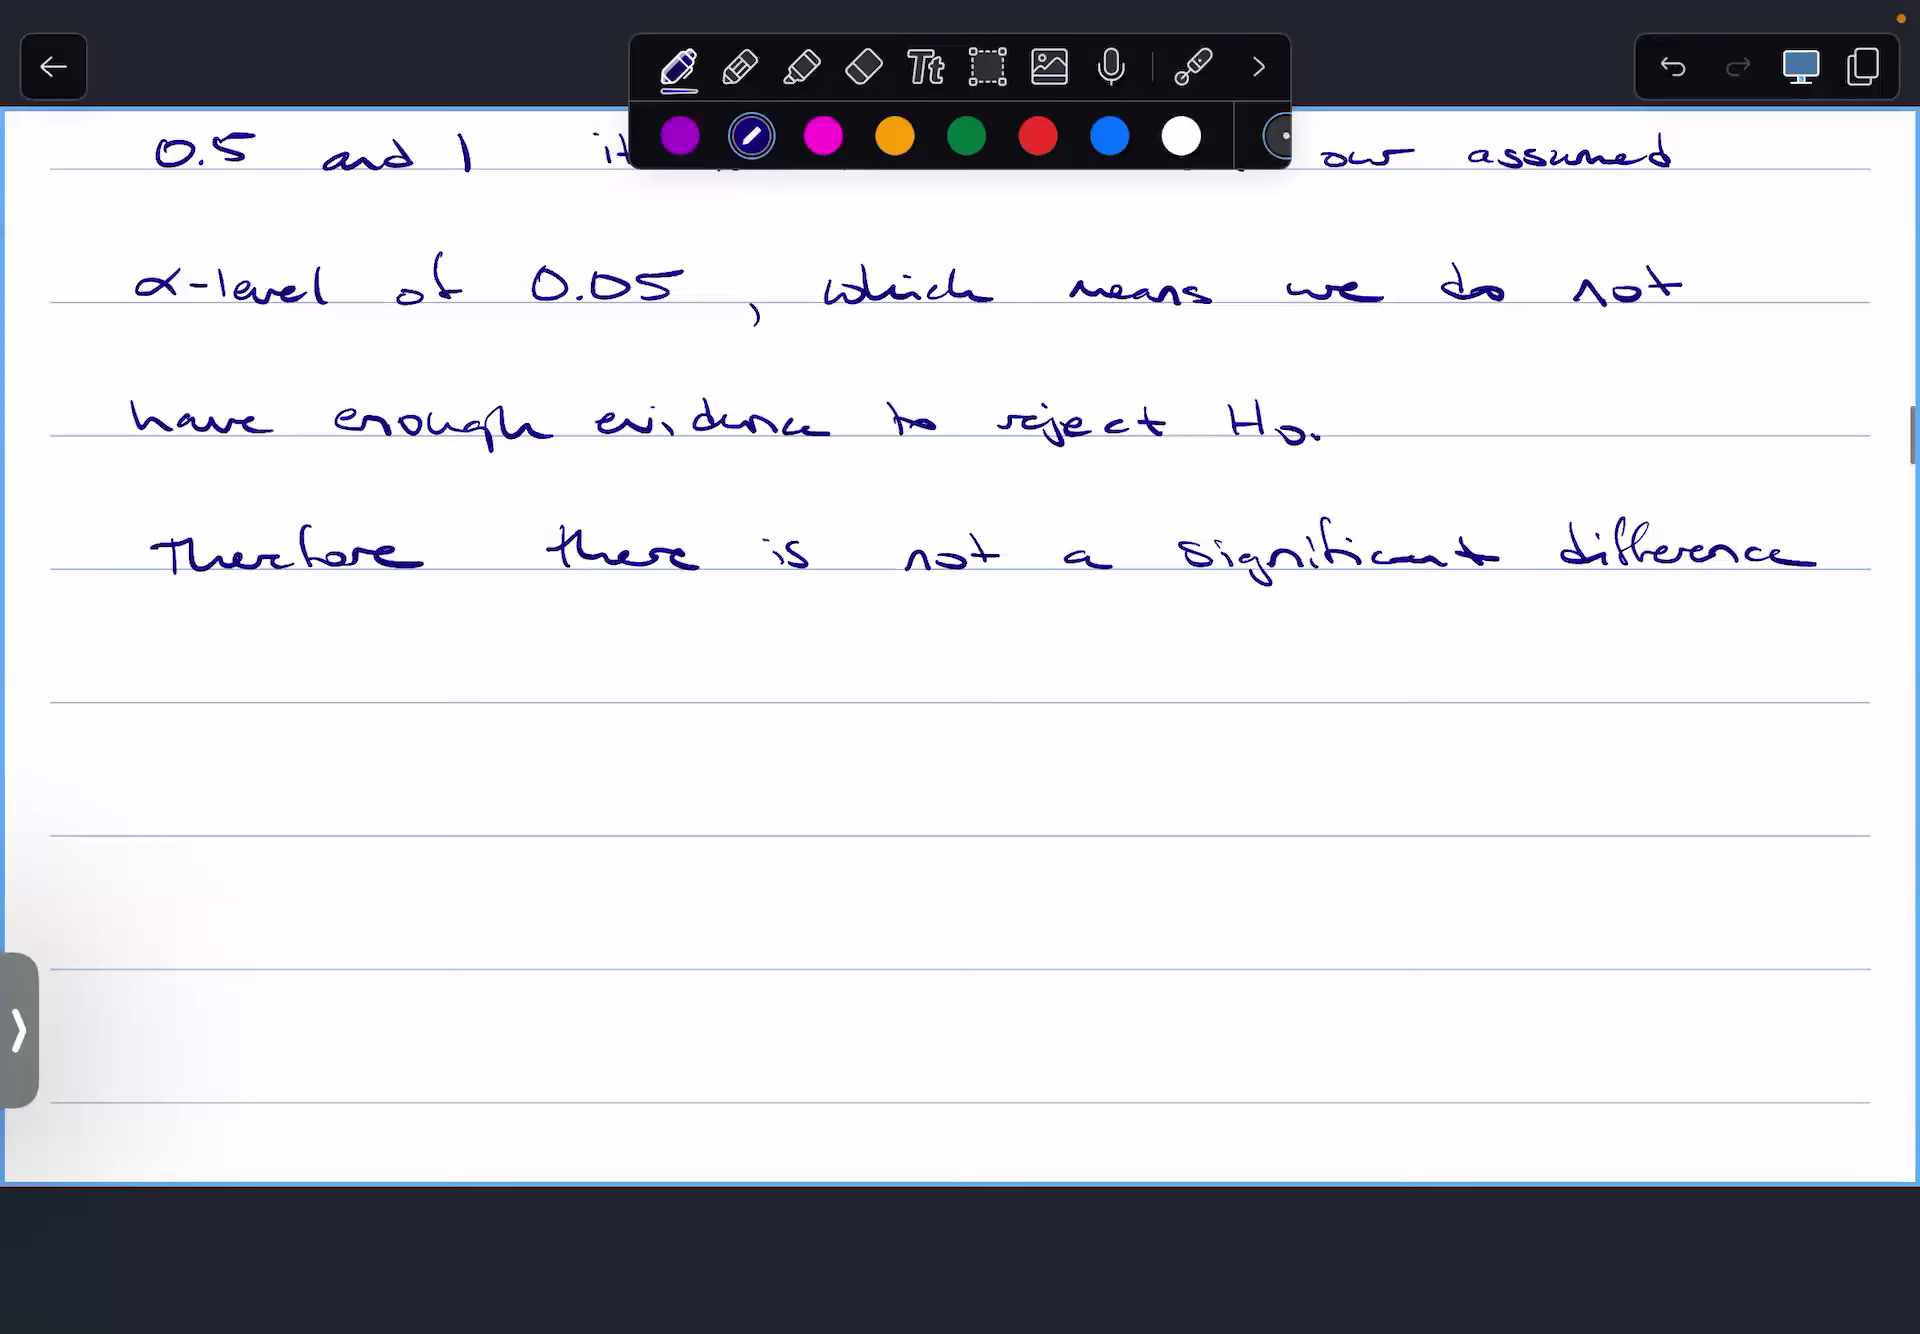 Tt
0.5 and 1 it our assumed
α-level of 0.05, which means we do not
have enough evidence to reject H₀.
Therefore there is not a significant difference